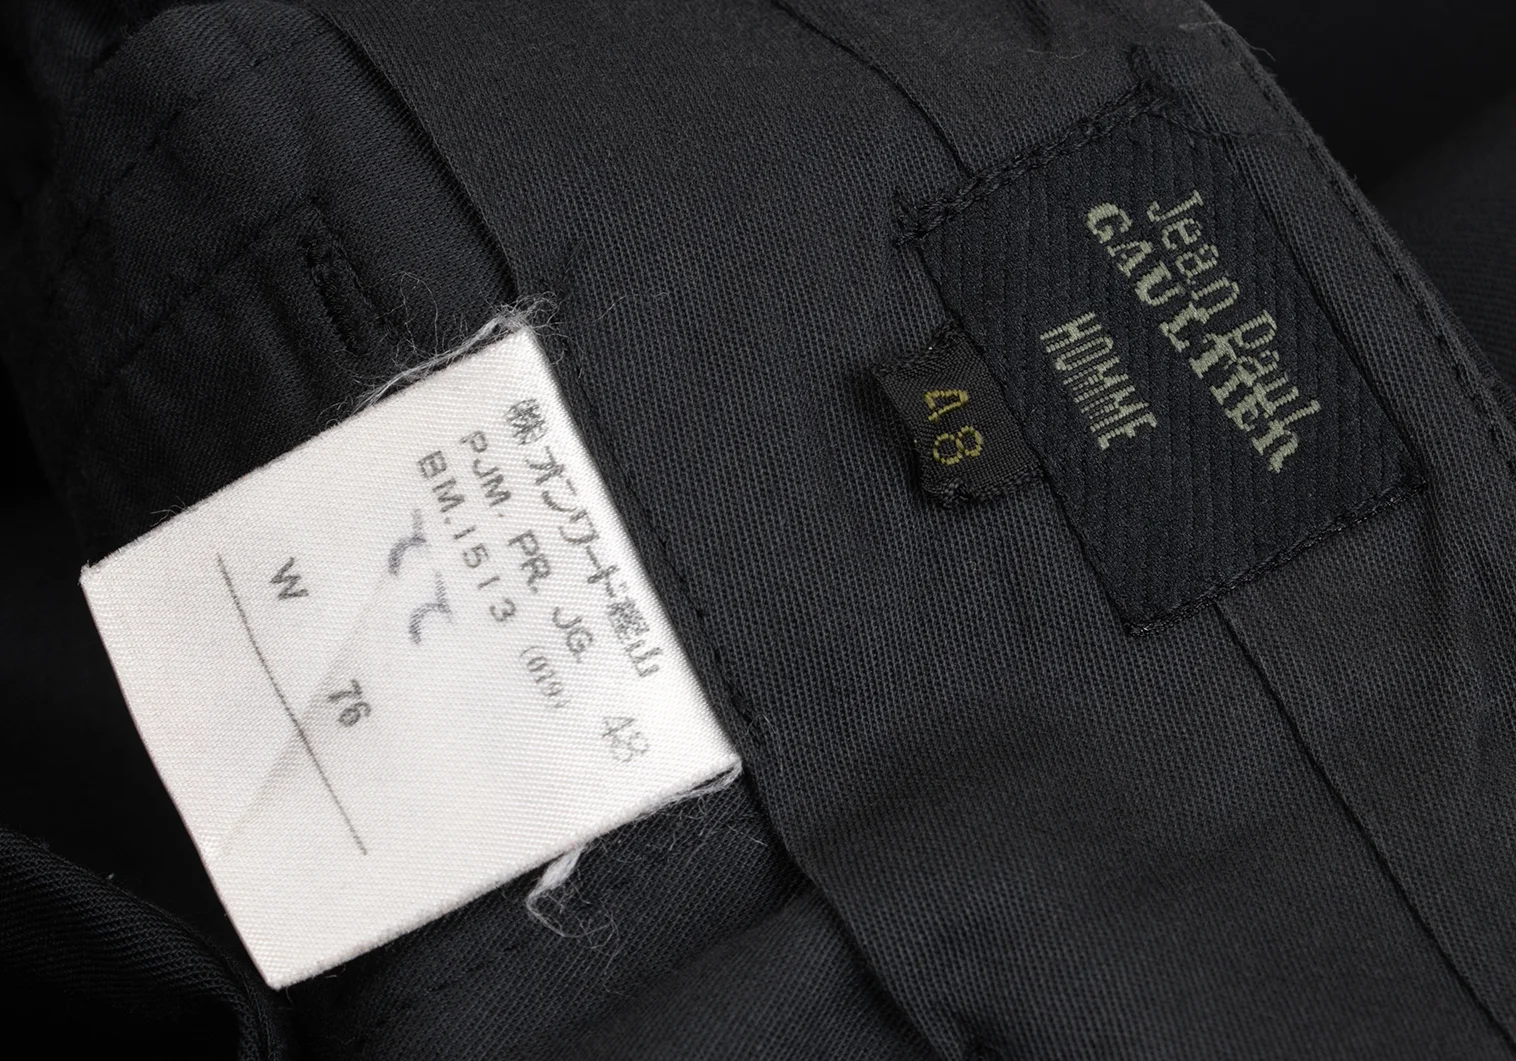 Jean Paul
GAULTIER
HOMME
48
㈱オンワード樫山
PJM. PR. JG. 48
BM.1513 (019)
W 76